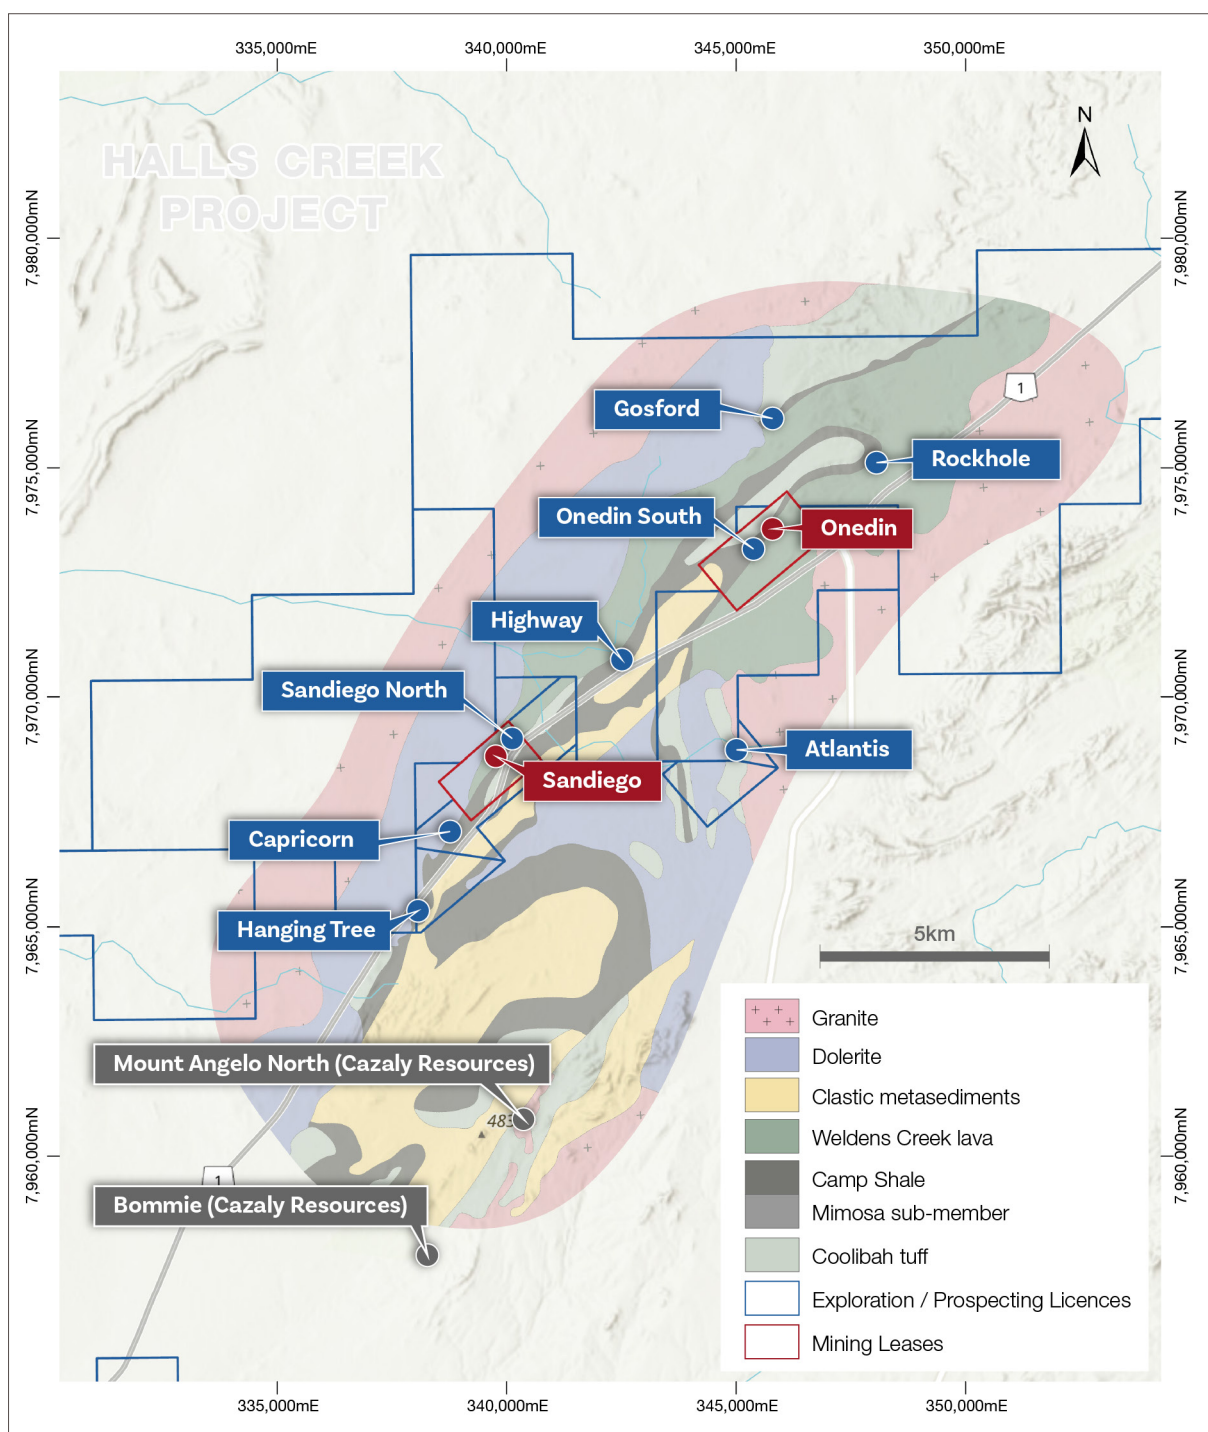 335,000mE
340,000mE
345,000mE
350,000mE
N
HALLS CREEK
PROJECT
7,980,000mN
7,980,000mN
1
Gosford
Rockhole
7,975,000mN
7,975,000mN
Onedin South
Onedin
Highway
Sandiego North
7,970,000mN
7,970,000mN
Atlantis
Sandiego
Capricorn
Hanging Tree
7,965,000mN
7,965,000mN
5km
Granite
Dolerite
Mount Angelo North (Cazaly Resources)
Clastic metasediments
483
Weldens Creek lava
7,960,000mN
7,960,000mN
1
Camp Shale
Bommie (Cazaly Resources)
Mimosa sub-member
Coolibah tuff
Exploration / Prospecting Licences
Mining Leases
335,000mE
340,000mE
345,000mE
350,000mE